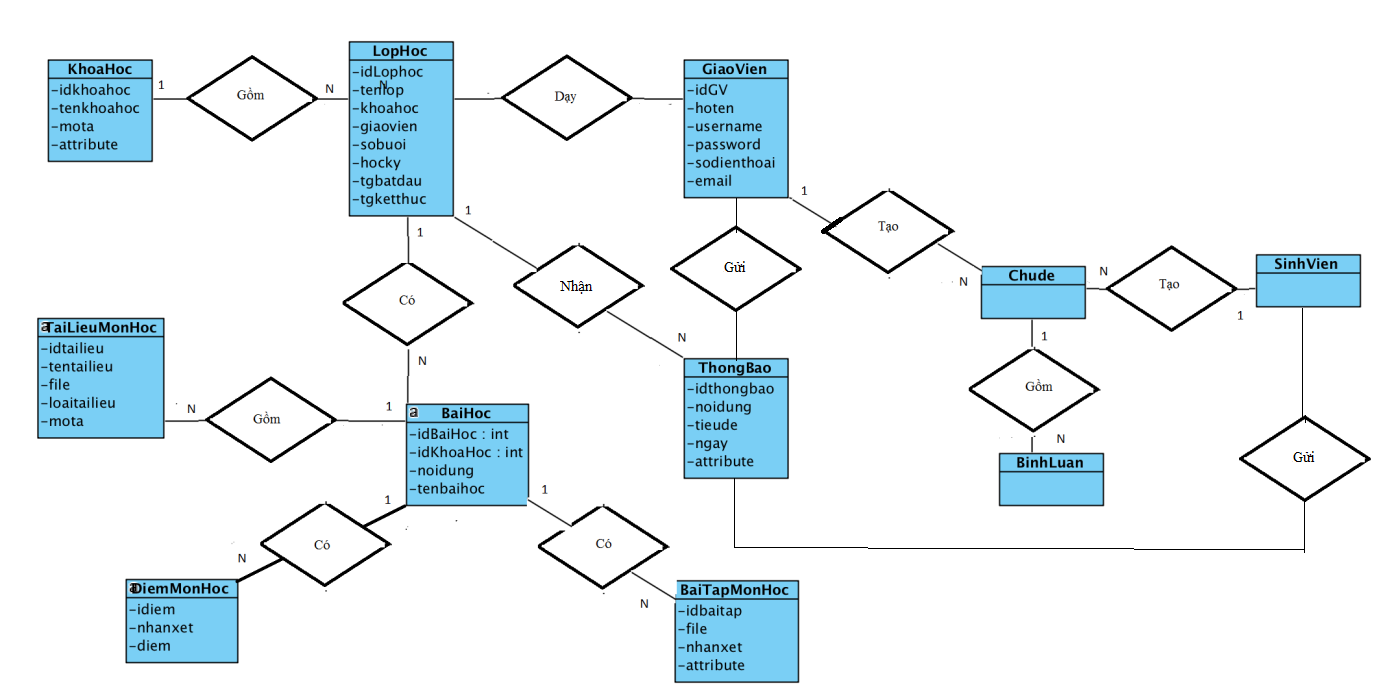 KhoaHoc
-idkhoahoc
-tenkhoahoc
-mota
-attribute
1
Gồm
N
LopHoc
-idLophoc
-tenlop
N
-khoahoc
-giaovien
-sobuoi
-hocky
-tgbatdau
-tgketthuc
Dạy
GiaoVien
-idGV
-hoten
-username
-password
-sodienthoai
-email
1
Tạo
N
Chude
N
Tạo
1
SinhVien
1
Có
N
1
Nhận
N
Gửi
ThongBao
-idthongbao
-noidung
-tieude
-ngay
-attribute
1
Gồm
N
BinhLuan
Gửi
a
TaiLieuMonHoc
-idtailieu
-tentailieu
-file
-loaitailieu
-mota
N
Gồm
1
a
BaiHoc
-idBaiHoc : int
-idKhoaHoc : int
-noidung
-tenbaihoc
1
Có
N
a
DiemMonHoc
-idiem
-nhanxet
-diem
1
Có
N
BaiTapMonHoc
-idbaitap
-file
-nhanxet
-attribute